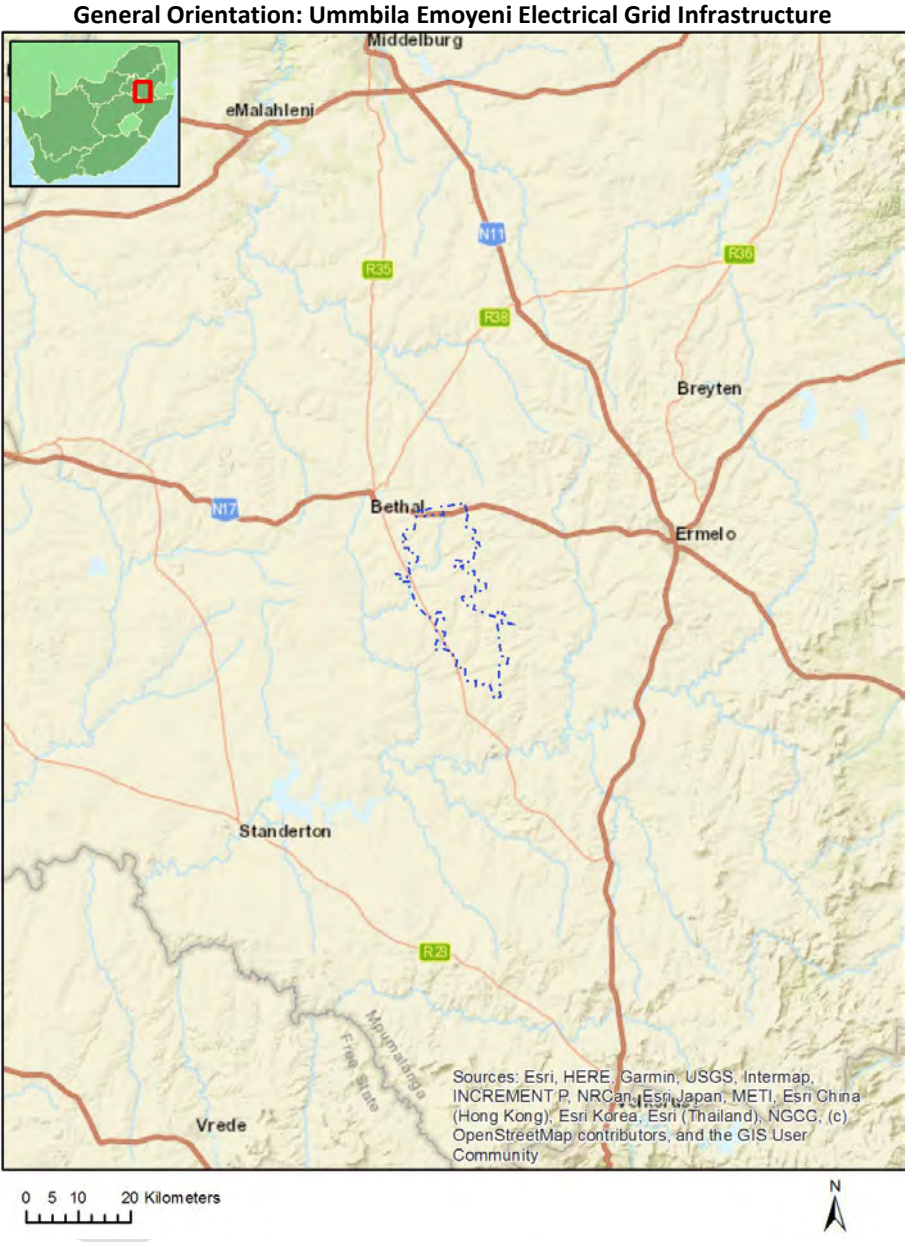 General Orientation: Ummbila Emoyeni Electrical Grid Infrastructure
Middelburg
eMalahleni
N11
R35
R36
R38
Breyten
N17
Bethal
Ermelo
Standerton
R23
Mpumalanga
Free State
Vrede
Sources: Esri, HERE, Garmin, USGS, Intermap,
INCREMENT P, NRCan, Esri Japan, METI, Esri China
(Hong Kong), Esri Korea, Esri (Thailand), NGCC, (c)
OpenStreetMap contributors, and the GIS User
Community
0 5 10 20 Kilometers
N